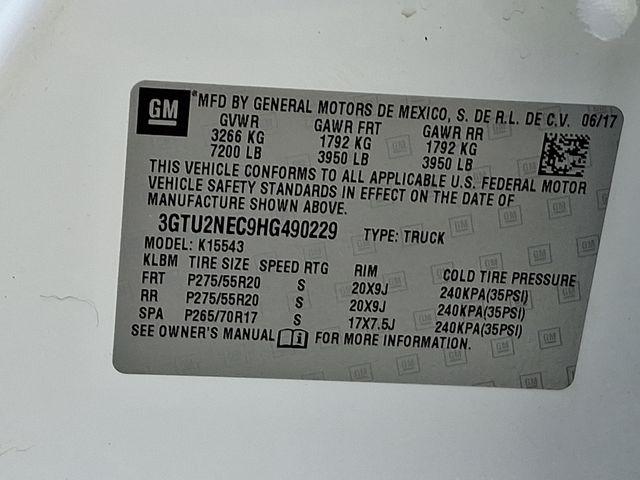 GM
MFD BY GENERAL MOTORS DE MEXICO, S. DE R.L. DE C.V. 06/17
GVWR GAWR FRT GAWR RR
3266 KG 1792 KG 1792 KG
7200 LB 3950 LB 3950 LB
THIS VEHICLE CONFORMS TO ALL APPLICABLE U.S. FEDERAL MOTOR
VEHICLE SAFETY STANDARDS IN EFFECT ON THE DATE OF
MANUFACTURE SHOWN ABOVE.
3GTU2NEC9HG490229 TYPE: TRUCK
MODEL: K15543
KLBM TIRE SIZE SPEED RTG RIM COLD TIRE PRESSURE
FRT P275/55R20 S 20X9J 240KPA(35PSI)
RR P275/55R20 S 20X9J 240KPA(35PSI)
SPA P265/70R17 S 17X7.5J 240KPA(35PSI)
SEE OWNER'S MANUAL i FOR MORE INFORMATION.